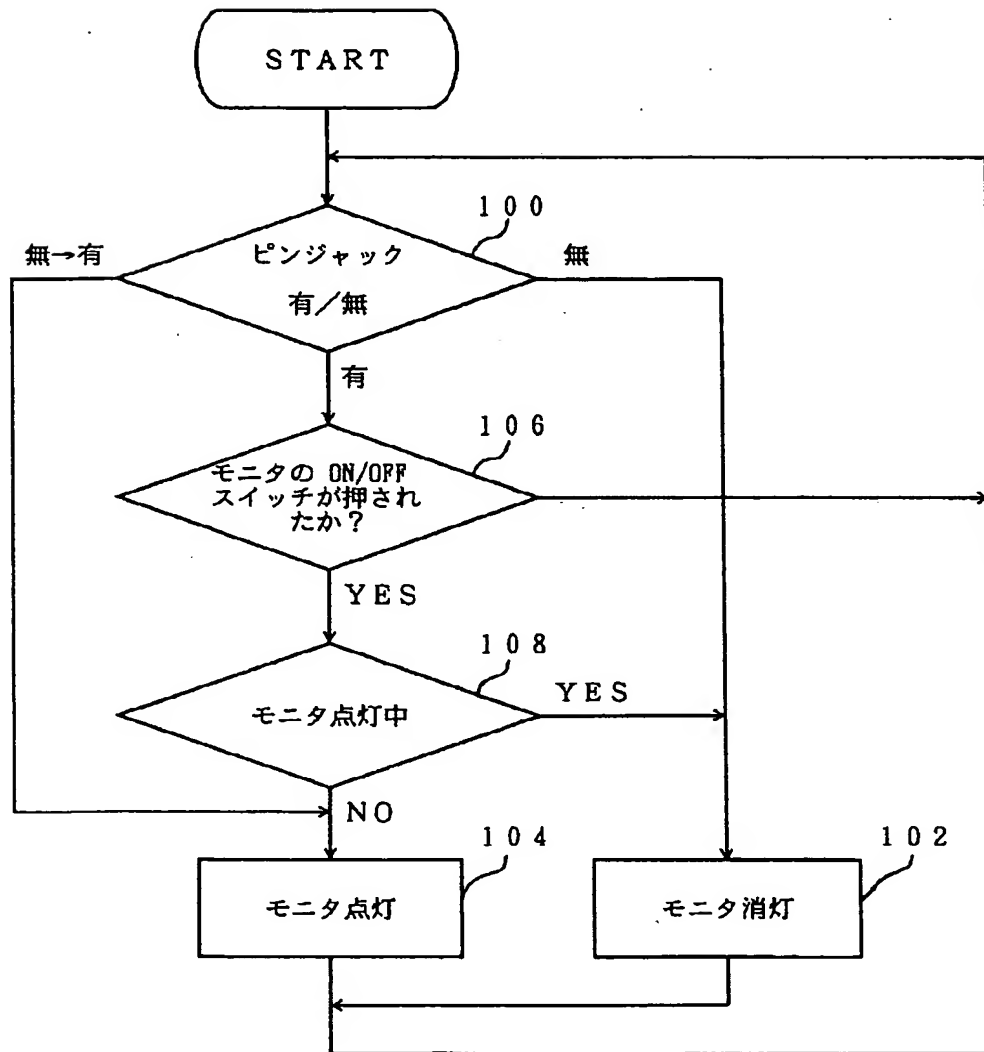 START
100
無→有
ピンジャック
有/無
無
有
106
モニタの ON/OFF
スイッチが押され
たか?
YES
108
モニタ点灯中
YES
NO
104
モニタ点灯
102
モニタ消灯